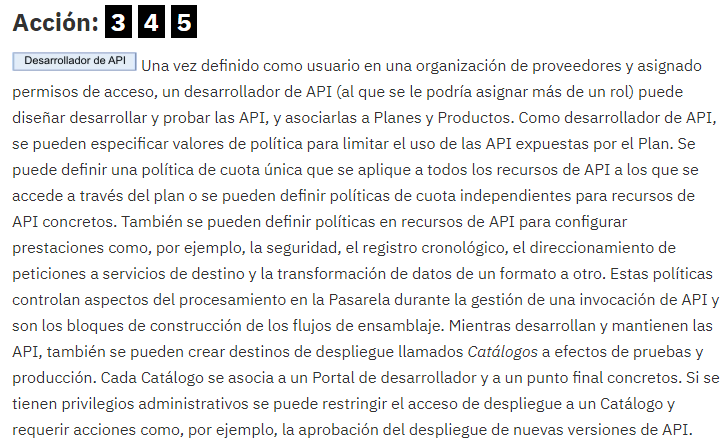 Acción: 3 4 5
Desarrollador de API Una vez definido como usuario en una organización de proveedores y asignado
permisos de acceso, un desarrollador de API (al que se le podría asignar más de un rol) puede
diseñar desarrollar y probar las API, y asociarlas a Planes y Productos. Como desarrollador de API,
se pueden especificar valores de política para limitar el uso de las API expuestas por el Plan. Se
puede definir una política de cuota única que se aplique a todos los recursos de API a los que se
accede a través del plan o se pueden definir políticas de cuota independientes para recursos de
API concretos. También se pueden definir políticas en recursos de API para configurar
prestaciones como, por ejemplo, la seguridad, el registro cronológico, el direccionamiento de
peticiones a servicios de destino y la transformación de datos de un formato a otro. Estas políticas
controlan aspectos del procesamiento en la Pasarela durante la gestión de una invocación de API y
son los bloques de construcción de los flujos de ensamblaje. Mientras desarrollan y mantienen las
API, también se pueden crear destinos de despliegue llamados Catálogos a efectos de pruebas y
producción. Cada Catálogo se asocia a un Portal de desarrollador y a un punto final concretos. Si se
tienen privilegios administrativos se puede restringir el acceso de despliegue a un Catálogo y
requerir acciones como, por ejemplo, la aprobación del despliegue de nuevas versiones de API.